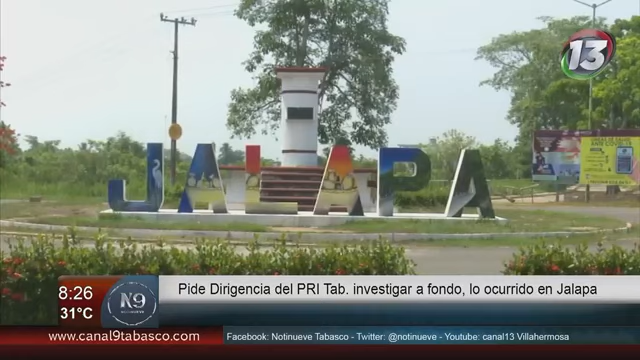 13
JALAPA
8:26
31°C
N9
Pide Dirigencia del PRI Tab. investigar a fondo, lo ocurrido en Jalapa
www.canal9tabasco.com
Facebook: Notinueve Tabasco - Twitter: @notinueve - Youtube: canal13 Villahermosa